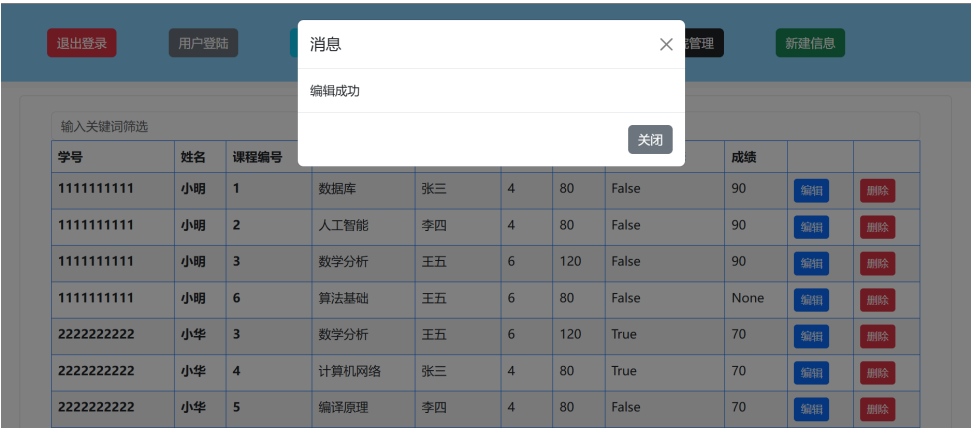 退出登录 用户登陆 管理 新建信息
消息
编辑成功
关闭
输入关键词筛选
学号 姓名 课程编号 成绩
1111111111 小明 1 数据库 张三 4 80 False 90 编辑 删除
1111111111 小明 2 人工智能 李四 4 80 False 90 编辑 删除
1111111111 小明 3 数学分析 王五 6 120 False 90 编辑 删除
1111111111 小明 6 算法基础 王五 6 80 False None 编辑 删除
2222222222 小华 3 数学分析 王五 6 120 True 70 编辑 删除
2222222222 小华 4 计算机网络 张三 4 80 True 70 编辑 删除
2222222222 小华 5 编译原理 李四 4 80 False 70 编辑 删除